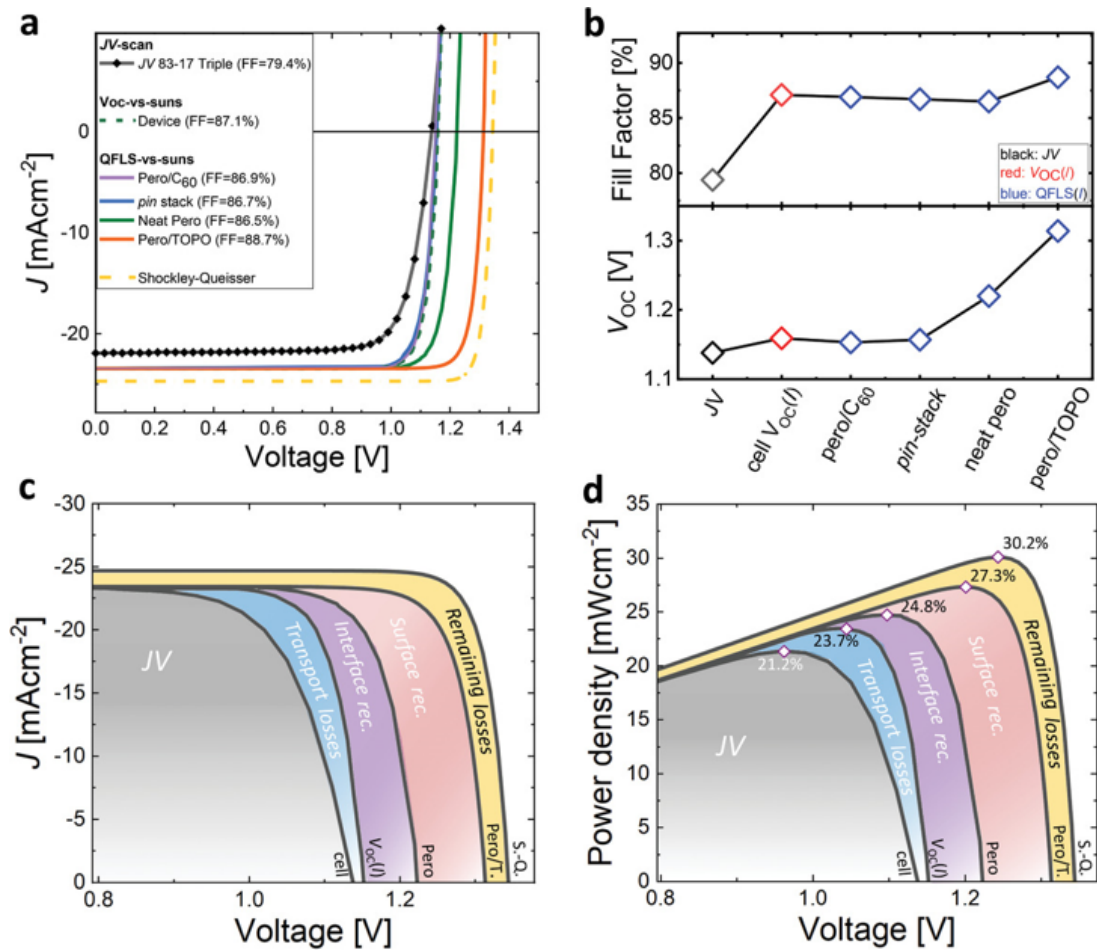 a
JV-scan
JV 83-17 Triple (FF=79.4%)
Voc-vs-suns
Device (FF=87.1%)
QFLS-vs-suns
Pero/C60 (FF=86.9%)
pin stack (FF=86.7%)
Neat Pero (FF=86.5%)
Pero/TOPO (FF=88.7%)
Shockley-Queisser
J [mAcm-2]
0
-10
-20
0.0 0.2 0.4 0.6 0.8 1.0 1.2 1.4
Voltage [V]
b
Fill Factor [%]
90
85
80
black: JV
red: VOC(I)
blue: QFLS(I)
VOC [V]
1.3
1.2
1.1
JV
cell VOC(I)
pero/C60
pin-stack
neat pero
pero/TOPO
c
J [mAcm-2]
-30
-25
-20
-15
-10
-5
0
JV
Transport losses
Interface rec.
Surface rec.
Remaining losses
cell
VOC(I)
Pero
Pero/T.
S.-Q.
0.8 1.0 1.2
Voltage [V]
d
Power density [mWcm-2]
35
30
25
20
15
10
5
0
30.2%
27.3%
24.8%
23.7%
21.2%
JV
Transport losses
Interface rec.
Surface rec.
Remaining losses
cell
VOC(I)
Pero
Pero/T.
S.-Q.
0.8 1.0 1.2
Voltage [V]